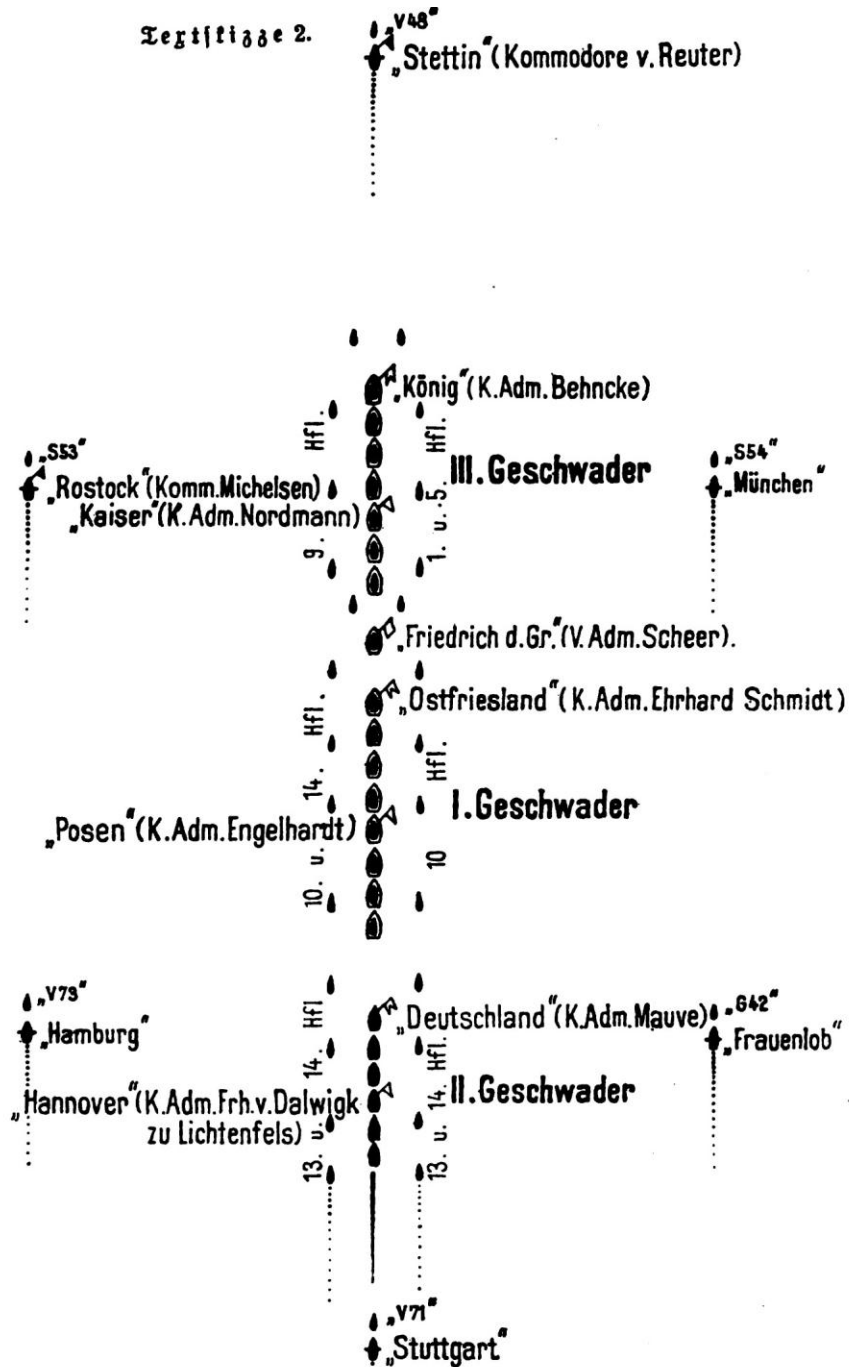 Textskizze 2.
„V48“
„Stettin“ (Kommodore v. Reuter)
„König“ (K.Adm.Behncke)
Hfl.
9.
Hfl.
1. u. 5.
III.Geschwader
„S53“
„Rostock“ (Komm.Michelsen)
„Kaiser“ (K.Adm.Nordmann)
„S54“
„München“
„Friedrich d.Gr.“ (V.Adm.Scheer).
„Ostfriesland“ (K.Adm.Ehrhard Schmidt)
Hfl.
10. u. 14.
Hfl.
10
I.Geschwader
„Posen“ (K.Adm.Engelhardt)
„V73“
„Hamburg“
Hfl
13. u. 14.
„Deutschland“ (K.Adm.Mauve)
„G42“
„Frauenlob“
Hfl.
13. u. 14.
II.Geschwader
„Hannover“ (K.Adm.Frh.v.Dalwigk
zu Lichtenfels)
„V71“
„Stuttgart“